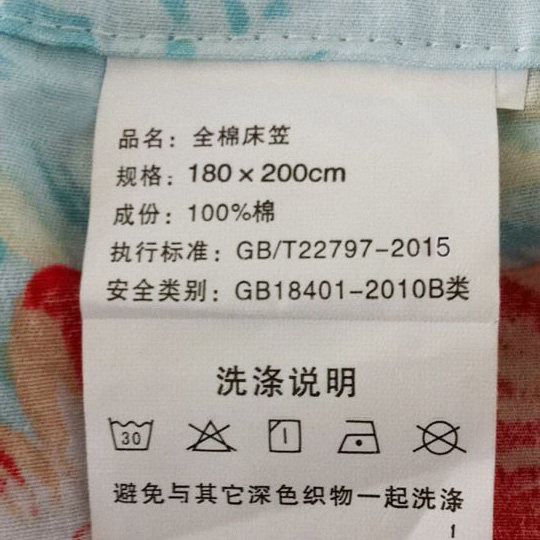 品名：全棉床笠
规格：180×200cm
成份：100%棉
执行标准：GB/T22797-2015
安全类别：GB18401-2010B类
洗涤说明
30
避免与其它深色织物一起洗涤
1